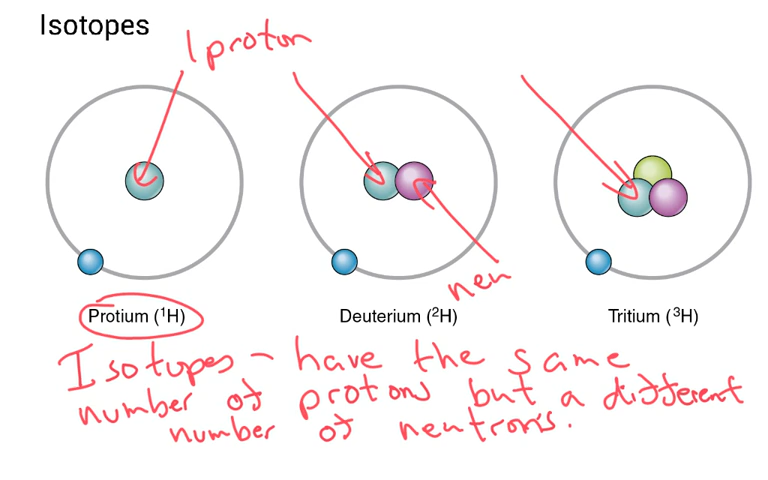 Isotopes
1 proton
neu
Protium (¹H)
Deuterium (²H)
Tritium (³H)
Isotopes - have the same
number of protons but a different
number of neutrons.